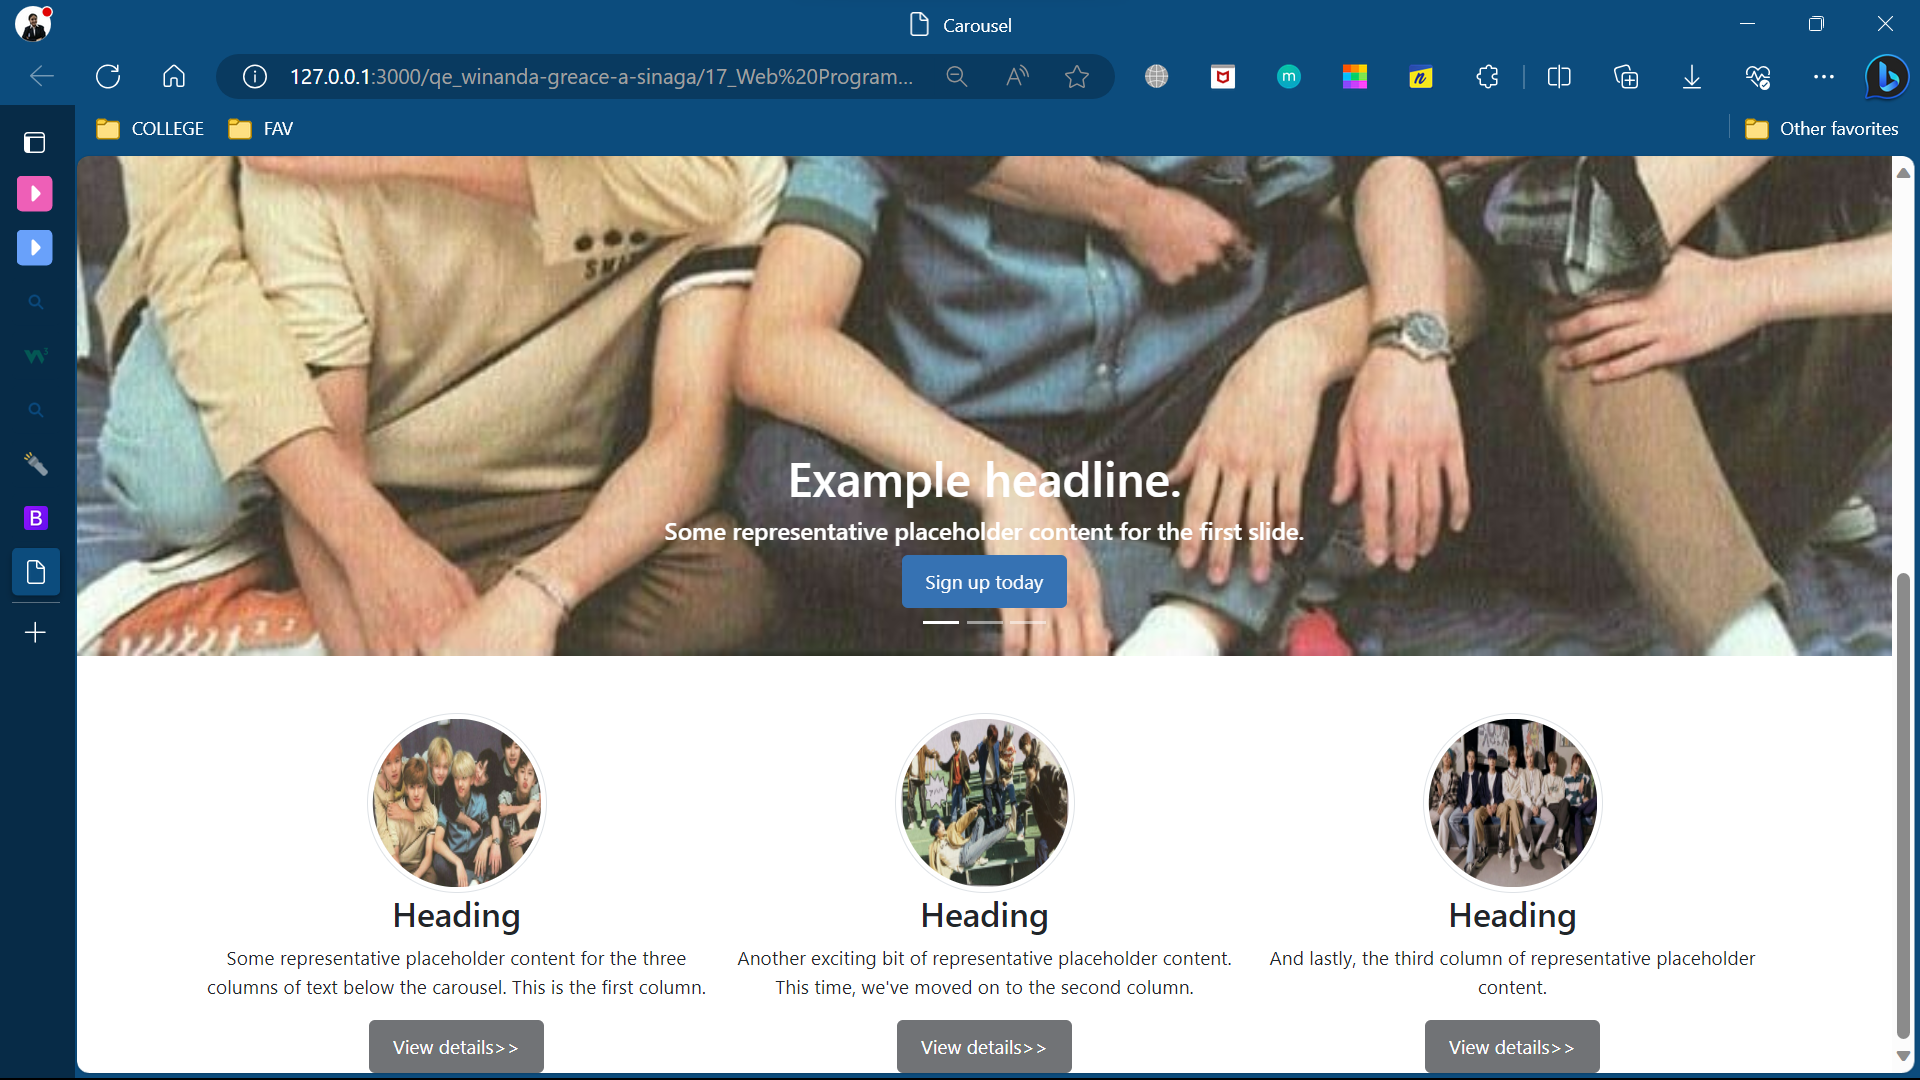 Carousel
127.0.0.1:3000/qe_winanda-greace-a-sinaga/17_Web%20Program...
COLLEGE
FAV
Other favorites
Example headline.
Some representative placeholder content for the first slide.
Sign up today
Heading
Some representative placeholder content for the three
columns of text below the carousel. This is the first column.
View details>>
Heading
Another exciting bit of representative placeholder content.
This time, we've moved on to the second column.
View details>>
Heading
And lastly, the third column of representative placeholder
content.
View details>>